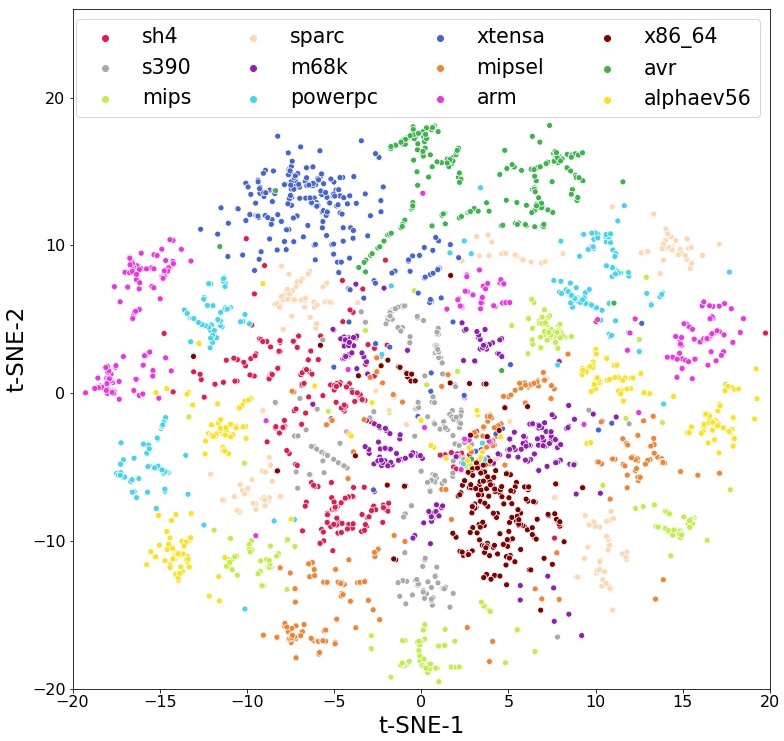 sh4 sparc xtensa x86_64
s390 m68k mipsel avr
mips powerpc arm alphaev56
20
10
0
−10
−20
−20 −15 −10 −5 0 5 10 15 20
t-SNE-2
t-SNE-1